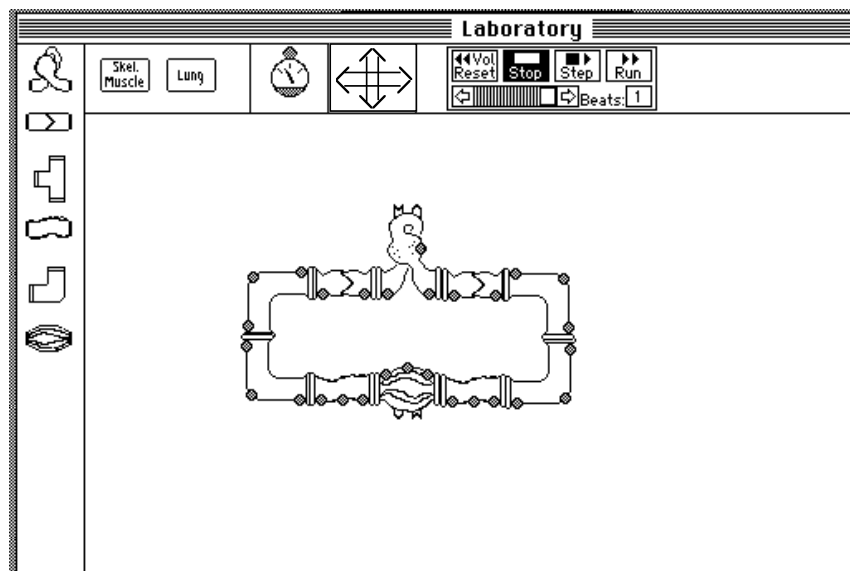 Laboratory
Skel.
Muscle
Lung
Vol
Reset
Stop
Step
Run
Beats: 1